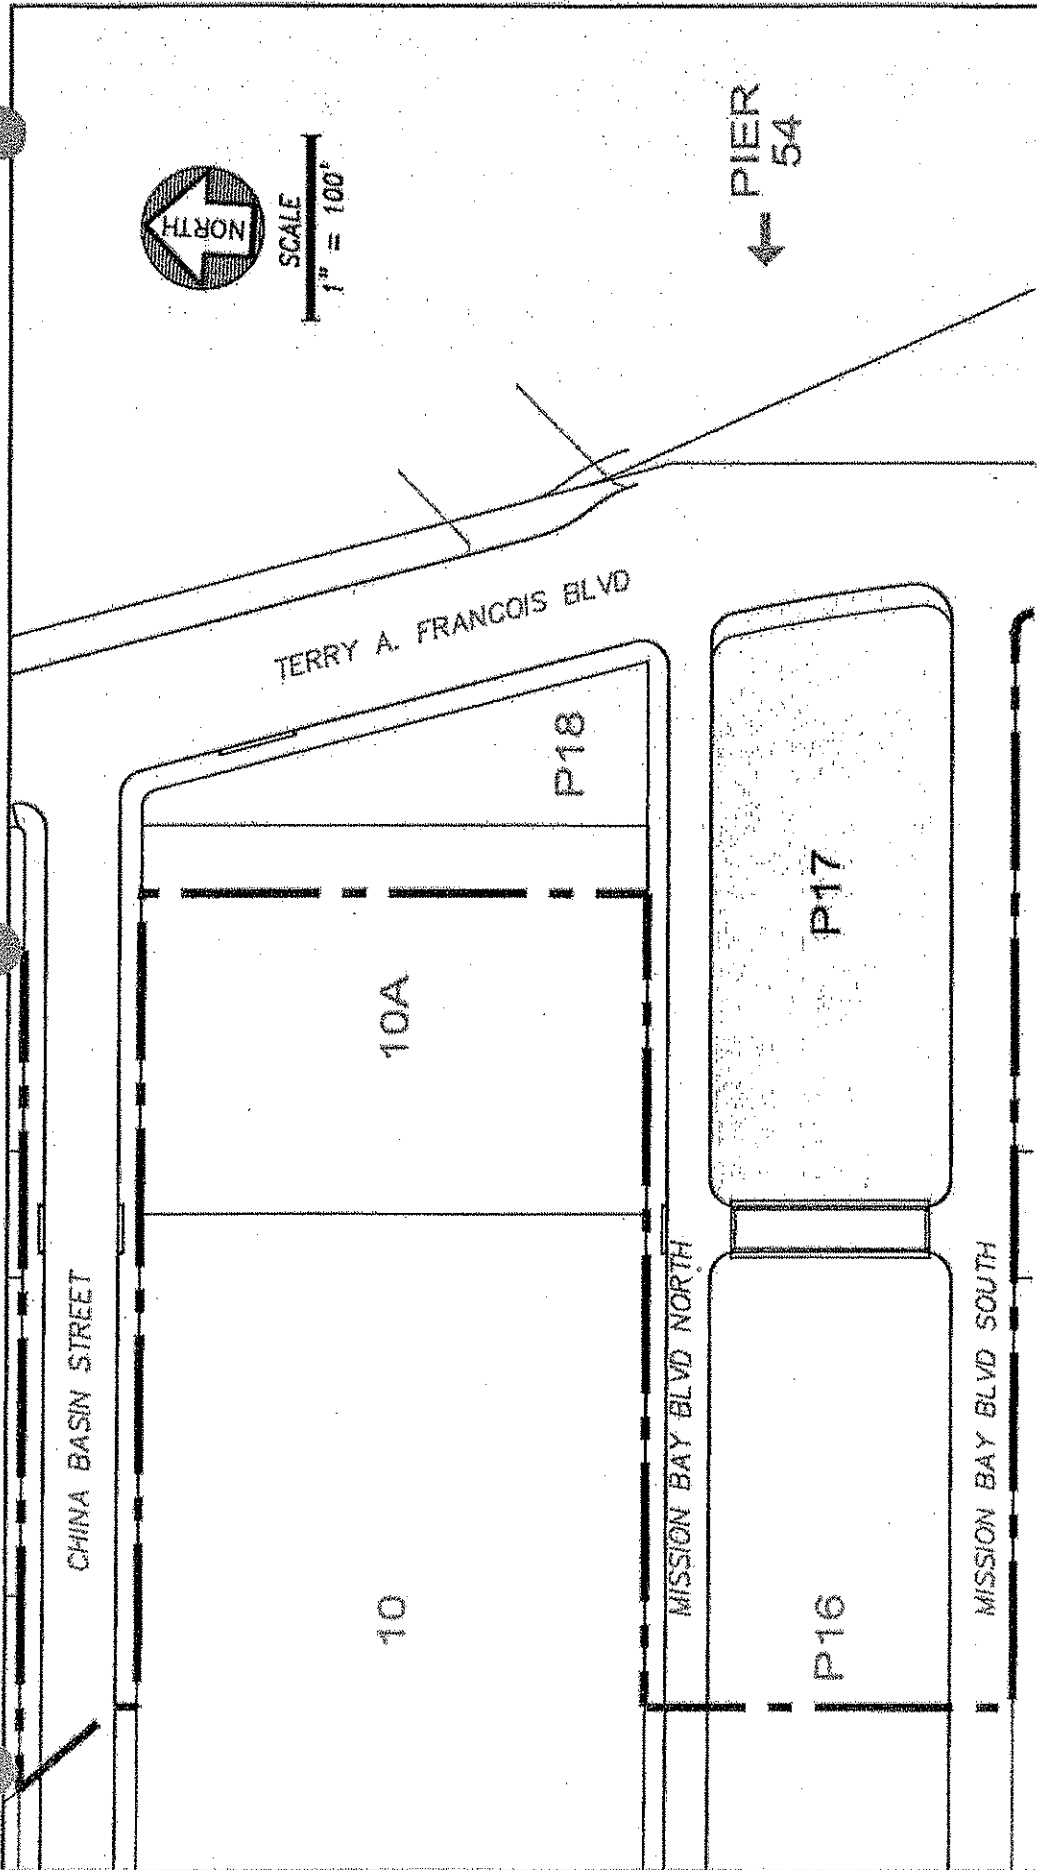 NORTH
SCALE
1" = 100'
PIER
54
TERRY A. FRANCOIS BLVD
P18
10A
P17
CHINA BASIN STREET
MISSION BAY BLVD NORTH
MISSION BAY BLVD SOUTH
10
P16